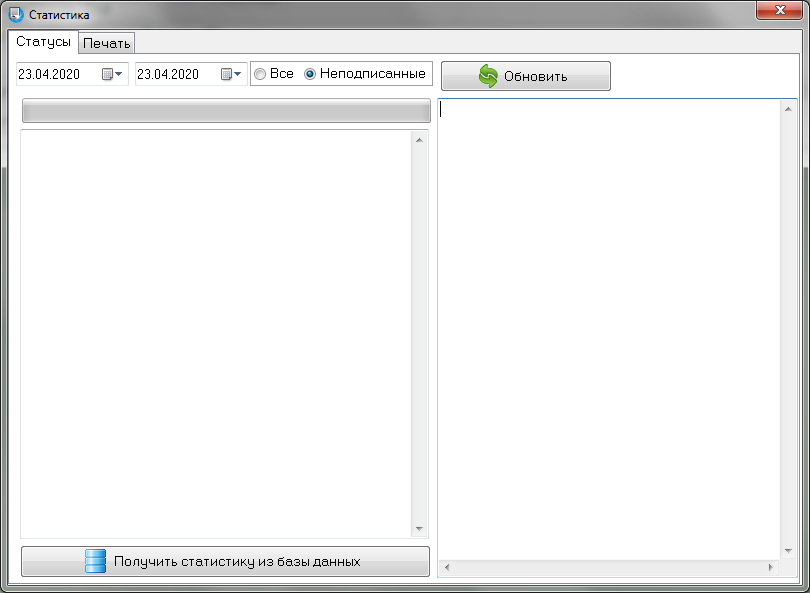 Статистика
Статусы Печать
23.04.2020 23.04.2020 Все Неподписанные Обновить
Получить статистику из базы данных